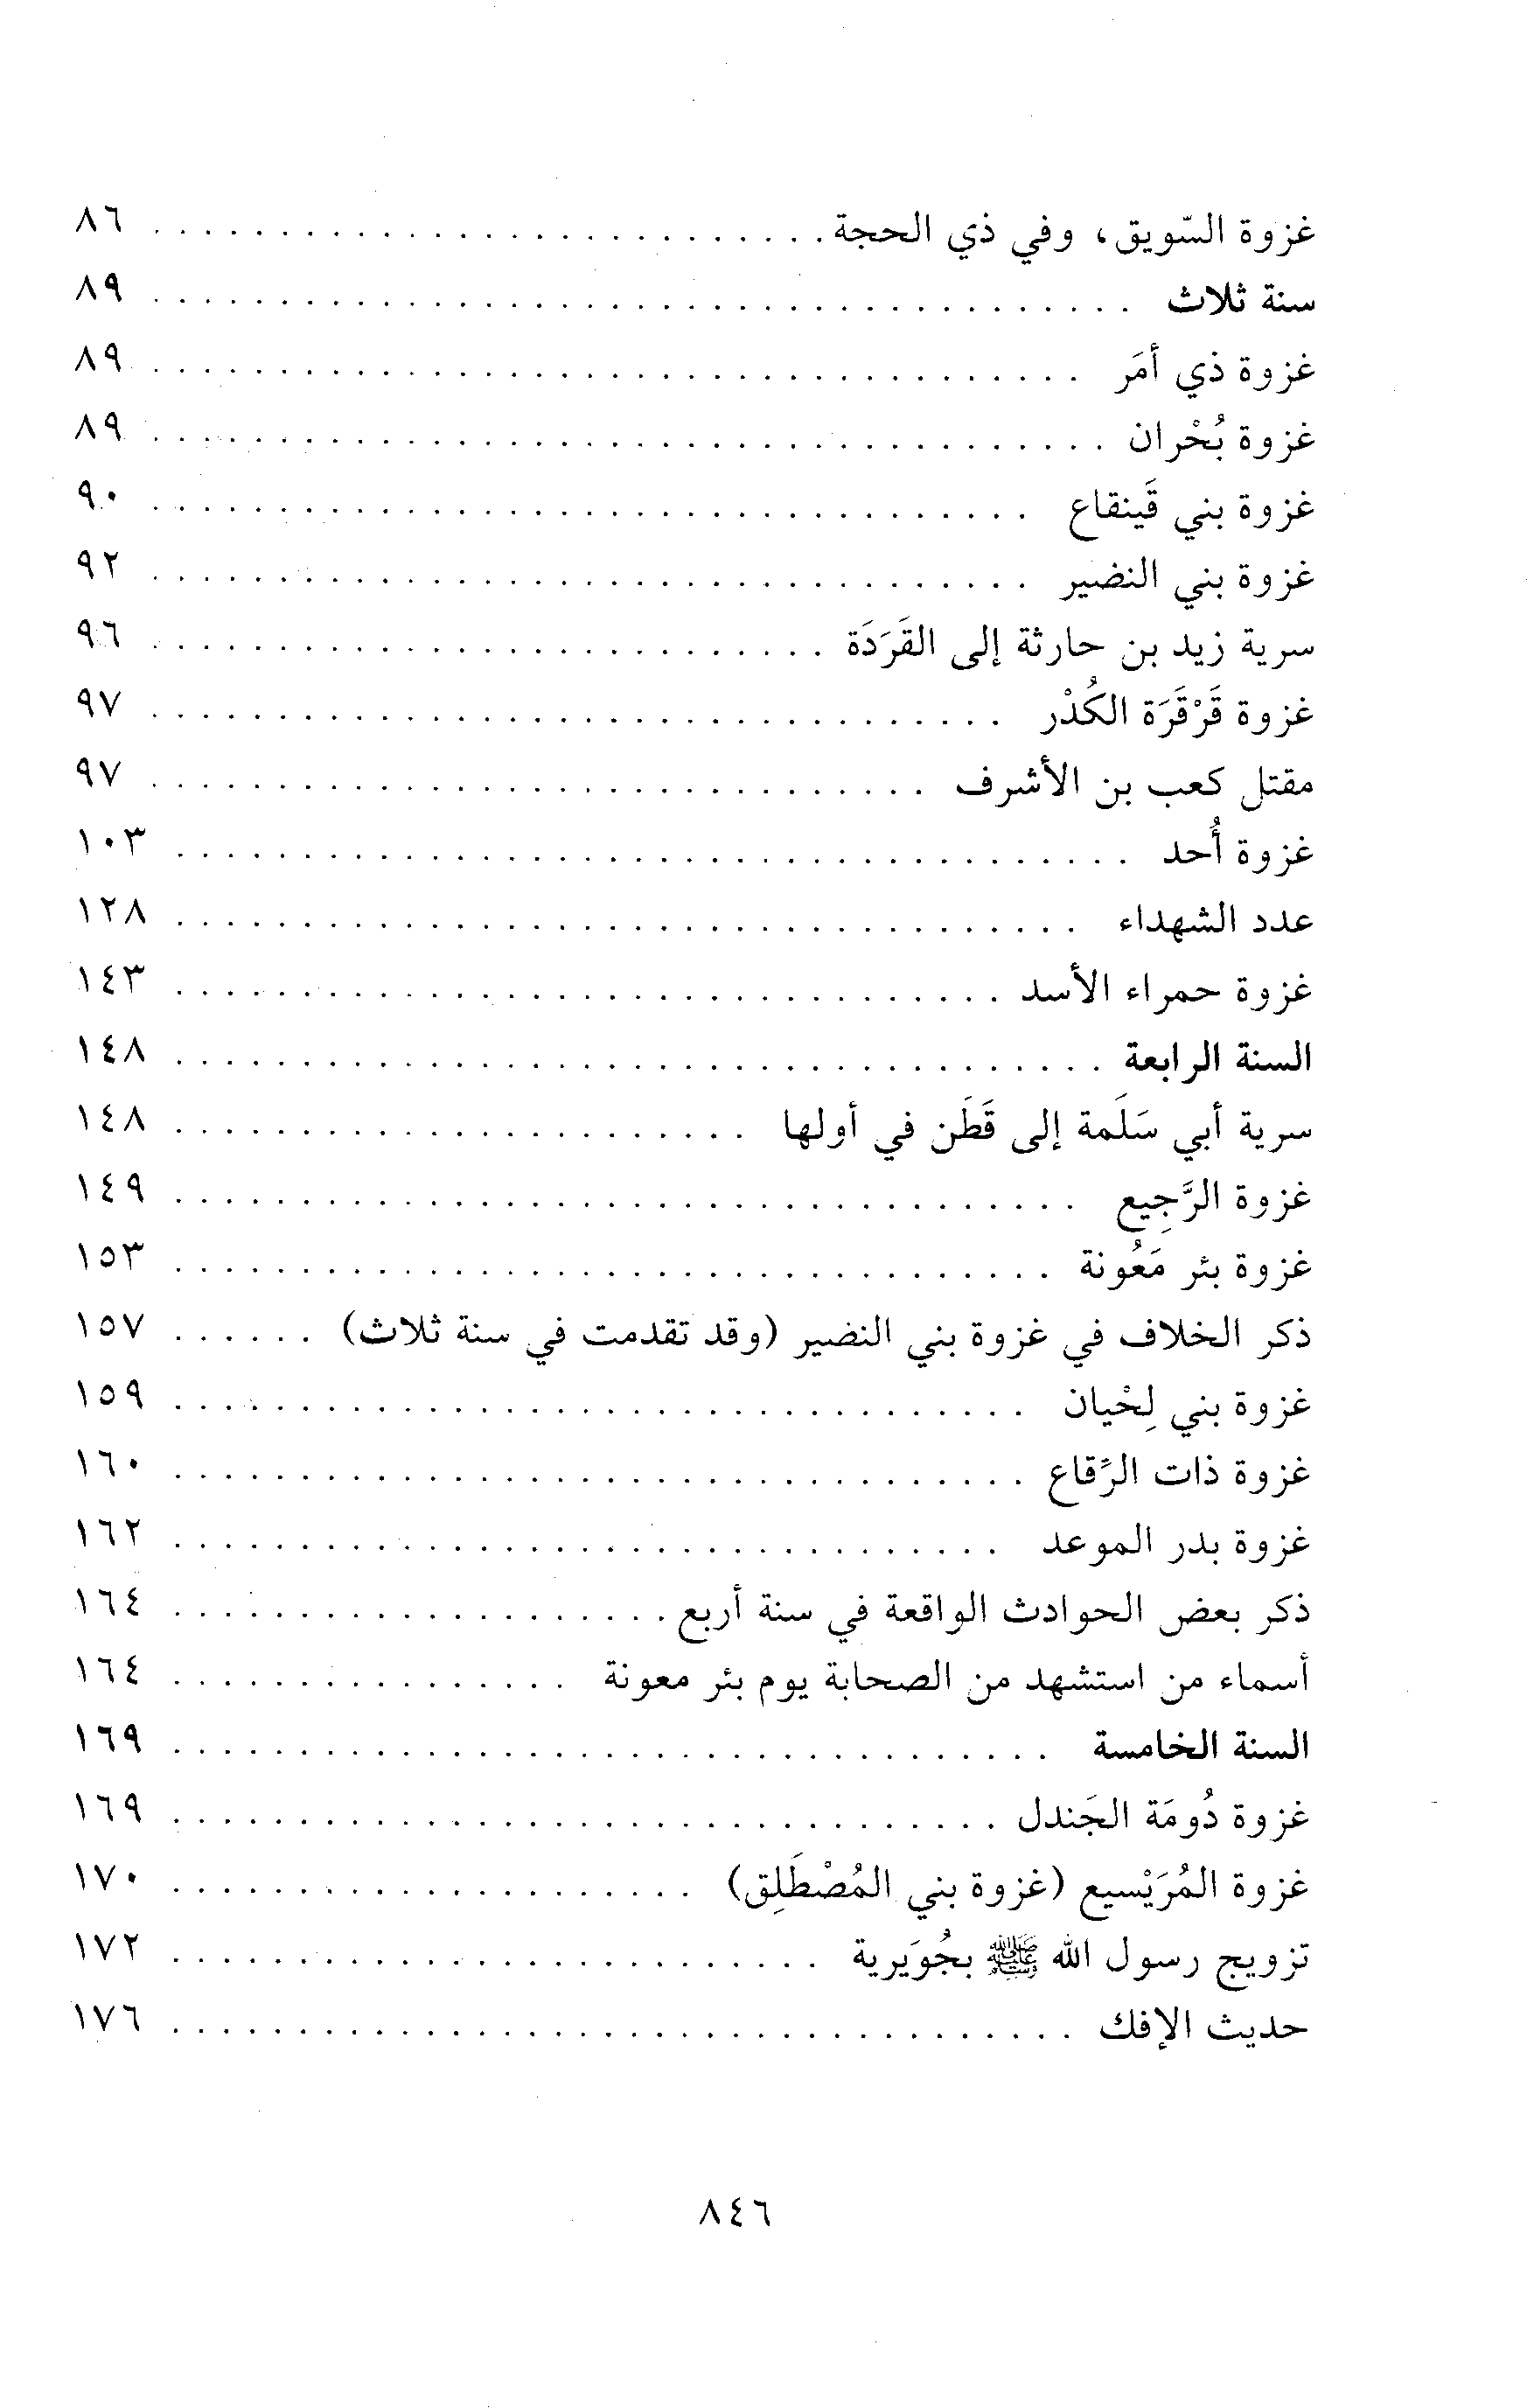 غزوة السّويق، وفي ذي الحجة . . . . . . . . . . . . . . . . . . . . . . . . . . . ٨٦
سنة ثلاث . . . . . . . . . . . . . . . . . . . . . . . . . . . . . . . . . . . . . . . ٨٩
غزوة ذي أمَر . . . . . . . . . . . . . . . . . . . . . . . . . . . . . . . . . . . . . ٨٩
غزوة بُحْران . . . . . . . . . . . . . . . . . . . . . . . . . . . . . . . . . . . . . . ٨٩
غزوة بني قَينقاع . . . . . . . . . . . . . . . . . . . . . . . . . . . . . . . . . . . ٩٠
غزوة بني النضير . . . . . . . . . . . . . . . . . . . . . . . . . . . . . . . . . . . ٩٢
سرية زيد بن حارثة إلى القَرَدَة . . . . . . . . . . . . . . . . . . . . . . . . . . . ٩٦
غزوة قَرْقَرَة الكُدْر . . . . . . . . . . . . . . . . . . . . . . . . . . . . . . . . . . ٩٧
مقتل كعب بن الأشرف . . . . . . . . . . . . . . . . . . . . . . . . . . . . . . . ٩٧
غزوة أُحد . . . . . . . . . . . . . . . . . . . . . . . . . . . . . . . . . . . . . . ١٠٣
عدد الشهداء . . . . . . . . . . . . . . . . . . . . . . . . . . . . . . . . . . . . ١٢٨
غزوة حمراء الأسد . . . . . . . . . . . . . . . . . . . . . . . . . . . . . . . . . ١٤٣
السنة الرابعة . . . . . . . . . . . . . . . . . . . . . . . . . . . . . . . . . . . . . ١٤٨
سرية أبي سَلَمة إلى قَطَن في أولها . . . . . . . . . . . . . . . . . . . . . . . ١٤٨
غزوة الرَّجِيع . . . . . . . . . . . . . . . . . . . . . . . . . . . . . . . . . . . . ١٤٩
غزوة بئر مَعُونة . . . . . . . . . . . . . . . . . . . . . . . . . . . . . . . . . . . ١٥٣
ذكر الخلاف في غزوة بني النضير (وقد تقدمت في سنة ثلاث) . . . . . . ١٥٧
غزوة بني لِحْيان . . . . . . . . . . . . . . . . . . . . . . . . . . . . . . . . . . ١٥٩
غزوة ذات الرِّقاع . . . . . . . . . . . . . . . . . . . . . . . . . . . . . . . . . . ١٦٠
غزوة بدر الموعد . . . . . . . . . . . . . . . . . . . . . . . . . . . . . . . . . ١٦٢
ذكر بعض الحوادث الواقعة في سنة أربع . . . . . . . . . . . . . . . . . . . . ١٦٤
أسماء من استشهد من الصحابة يوم بئر معونة . . . . . . . . . . . . . . . . ١٦٤
السنة الخامسة . . . . . . . . . . . . . . . . . . . . . . . . . . . . . . . . . . . ١٦٩
غزوة دُومَة الجَندل . . . . . . . . . . . . . . . . . . . . . . . . . . . . . . . . . ١٦٩
غزوة المُرَيْسيع (غزوة بني المُصْطَلِق) . . . . . . . . . . . . . . . . . . . . . ١٧٠
تزويج رسول الله ﷺ بجُوَيرية . . . . . . . . . . . . . . . . . . . . . . . . . . ١٧٢
حديث الإفك . . . . . . . . . . . . . . . . . . . . . . . . . . . . . . . . . . . . ١٧٦
٨٤٦